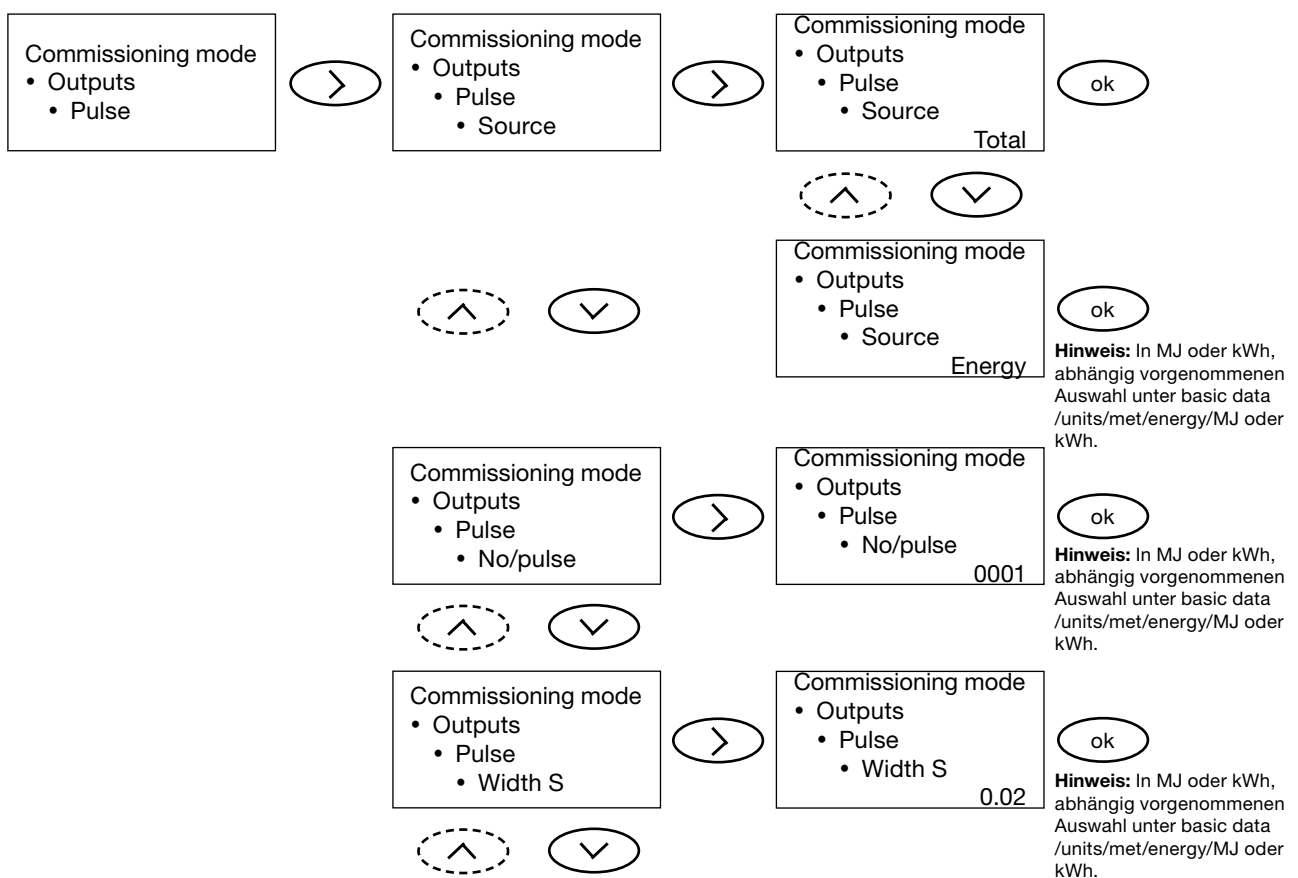 Commissioning mode
• Outputs
• Pulse
Commissioning mode
• Outputs
• Pulse
• Source
Commissioning mode
• Outputs
• Pulse
• Source
Total
ok
Commissioning mode
• Outputs
• Pulse
• Source
Energy
ok
Hinweis: In MJ oder kWh,
abhängig vorgenommenen
Auswahl unter basic data
/units/met/energy/MJ oder
kWh.
Commissioning mode
• Outputs
• Pulse
• No/pulse
Commissioning mode
• Outputs
• Pulse
• No/pulse
0001
ok
Hinweis: In MJ oder kWh,
abhängig vorgenommenen
Auswahl unter basic data
/units/met/energy/MJ oder
kWh.
Commissioning mode
• Outputs
• Pulse
• Width S
Commissioning mode
• Outputs
• Pulse
• Width S
0.02
ok
Hinweis: In MJ oder kWh,
abhängig vorgenommenen
Auswahl unter basic data
/units/met/energy/MJ oder
kWh.